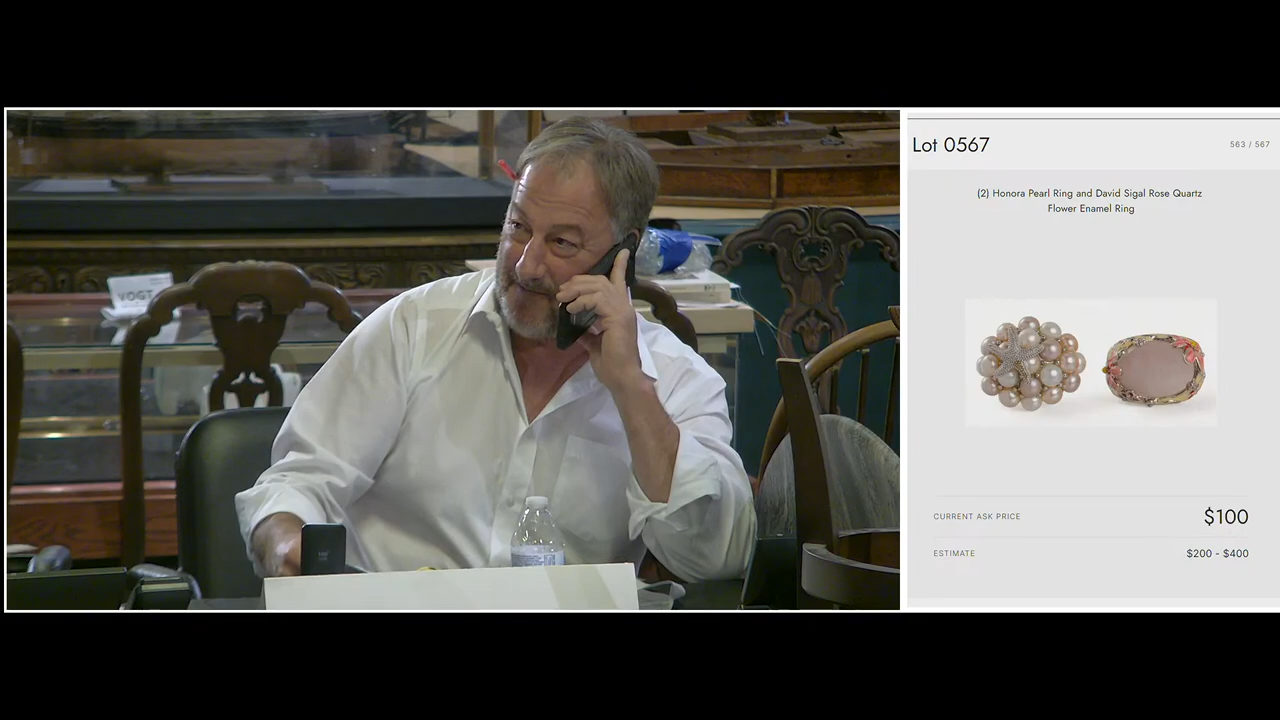 VOGT
Lot 0567
563 / 567
(2) Honora Pearl Ring and David Sigal Rose Quartz
Flower Enamel Ring
CURRENT ASK PRICE
$100
ESTIMATE
$200 - $400